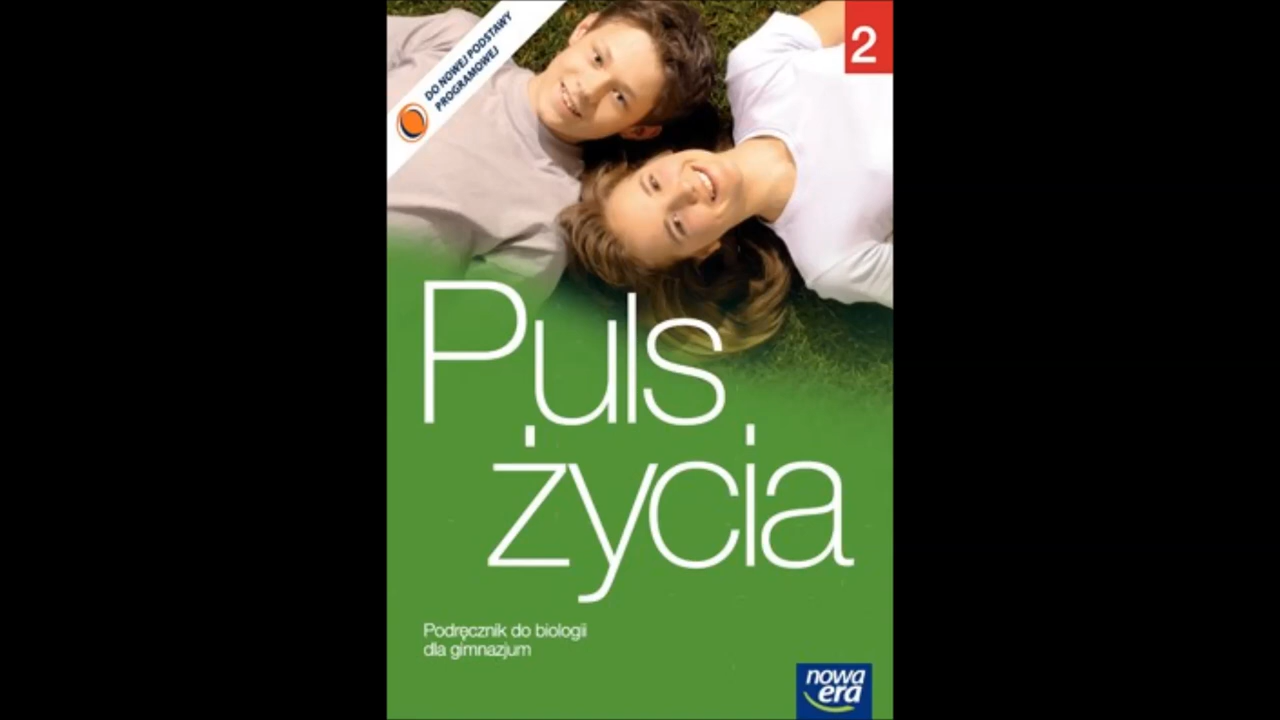 DO NOWEJ PODSTAWY
PROGRAMOWEJ
2
Puls
życia
Podręcznik do biologii
dla gimnazjum
nowa
era